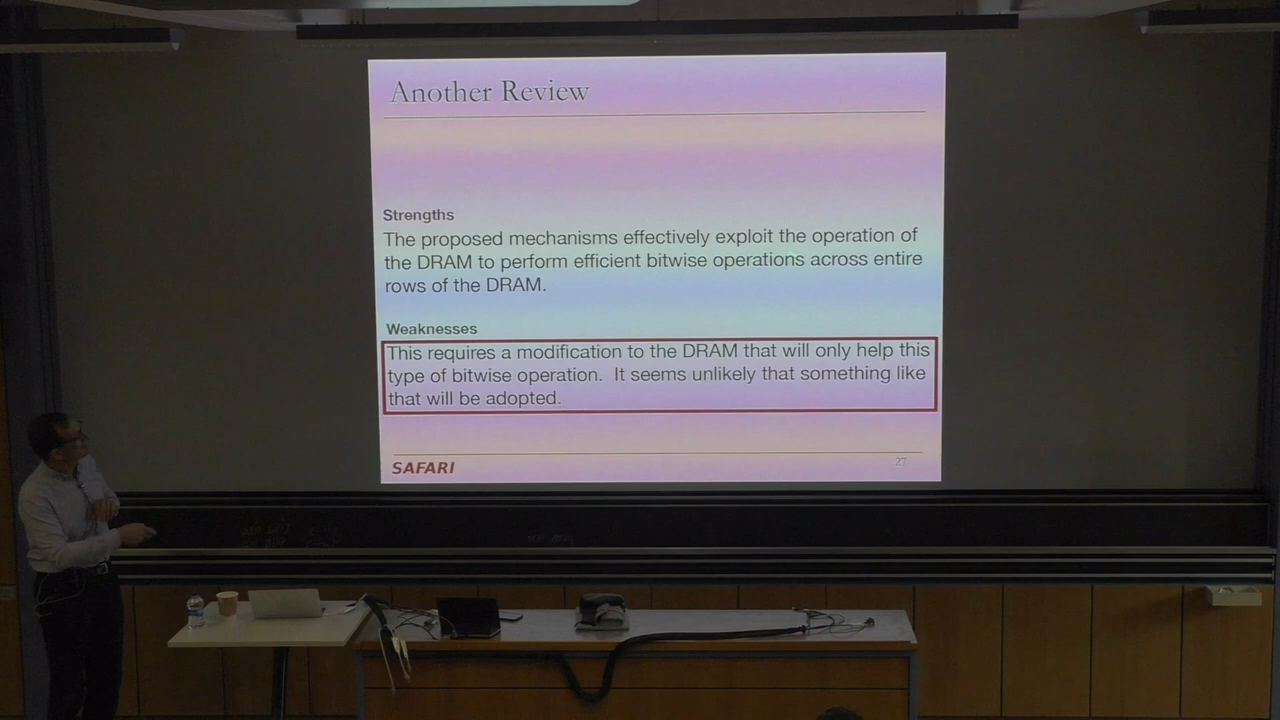 Another Review
Strengths
The proposed mechanisms effectively exploit the operation of
the DRAM to perform efficient bitwise operations across entire
rows of the DRAM.
Weaknesses
This requires a modification to the DRAM that will only help this
type of bitwise operation. It seems unlikely that something like
that will be adopted.
SAFARI
27